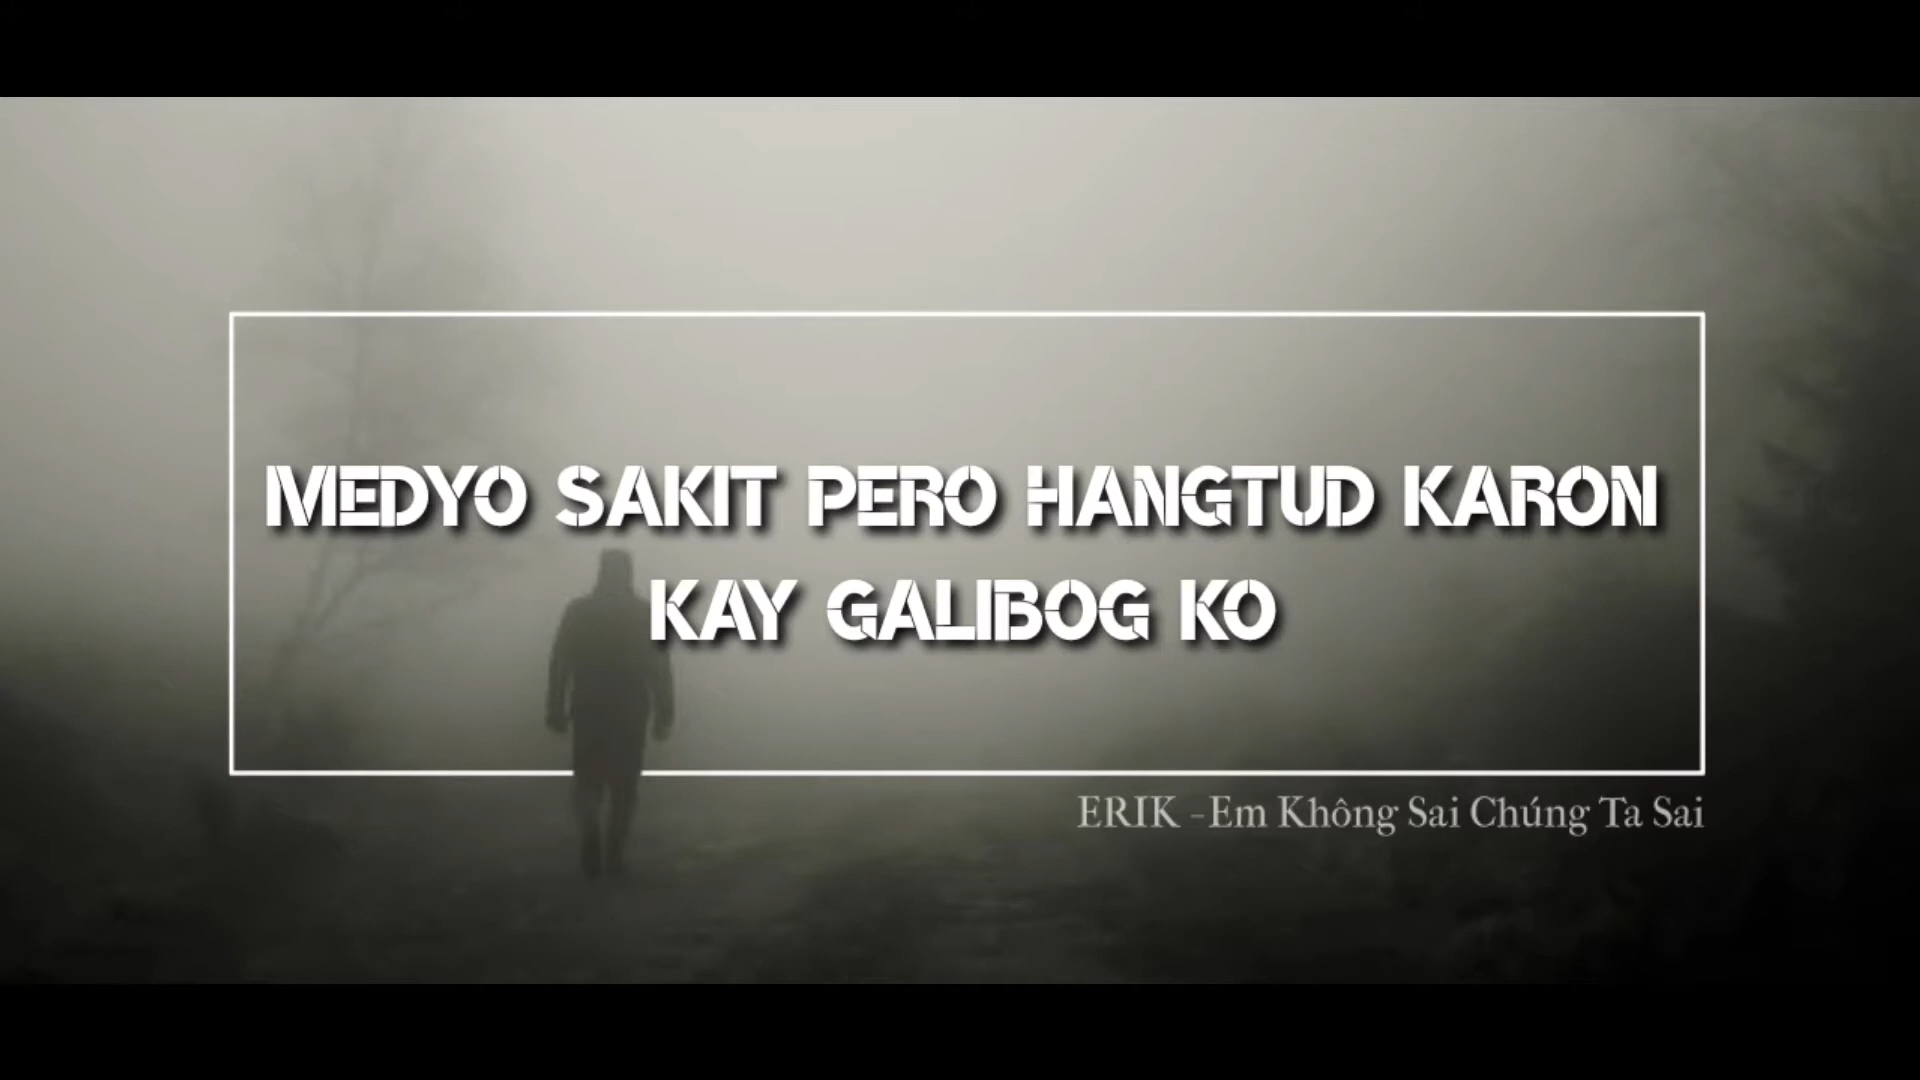 MEDYO SAKIT PERO HANGTUD KARON
KAY GALIBOG KO
ERIK - Em Không Sai Chúng Ta Sai